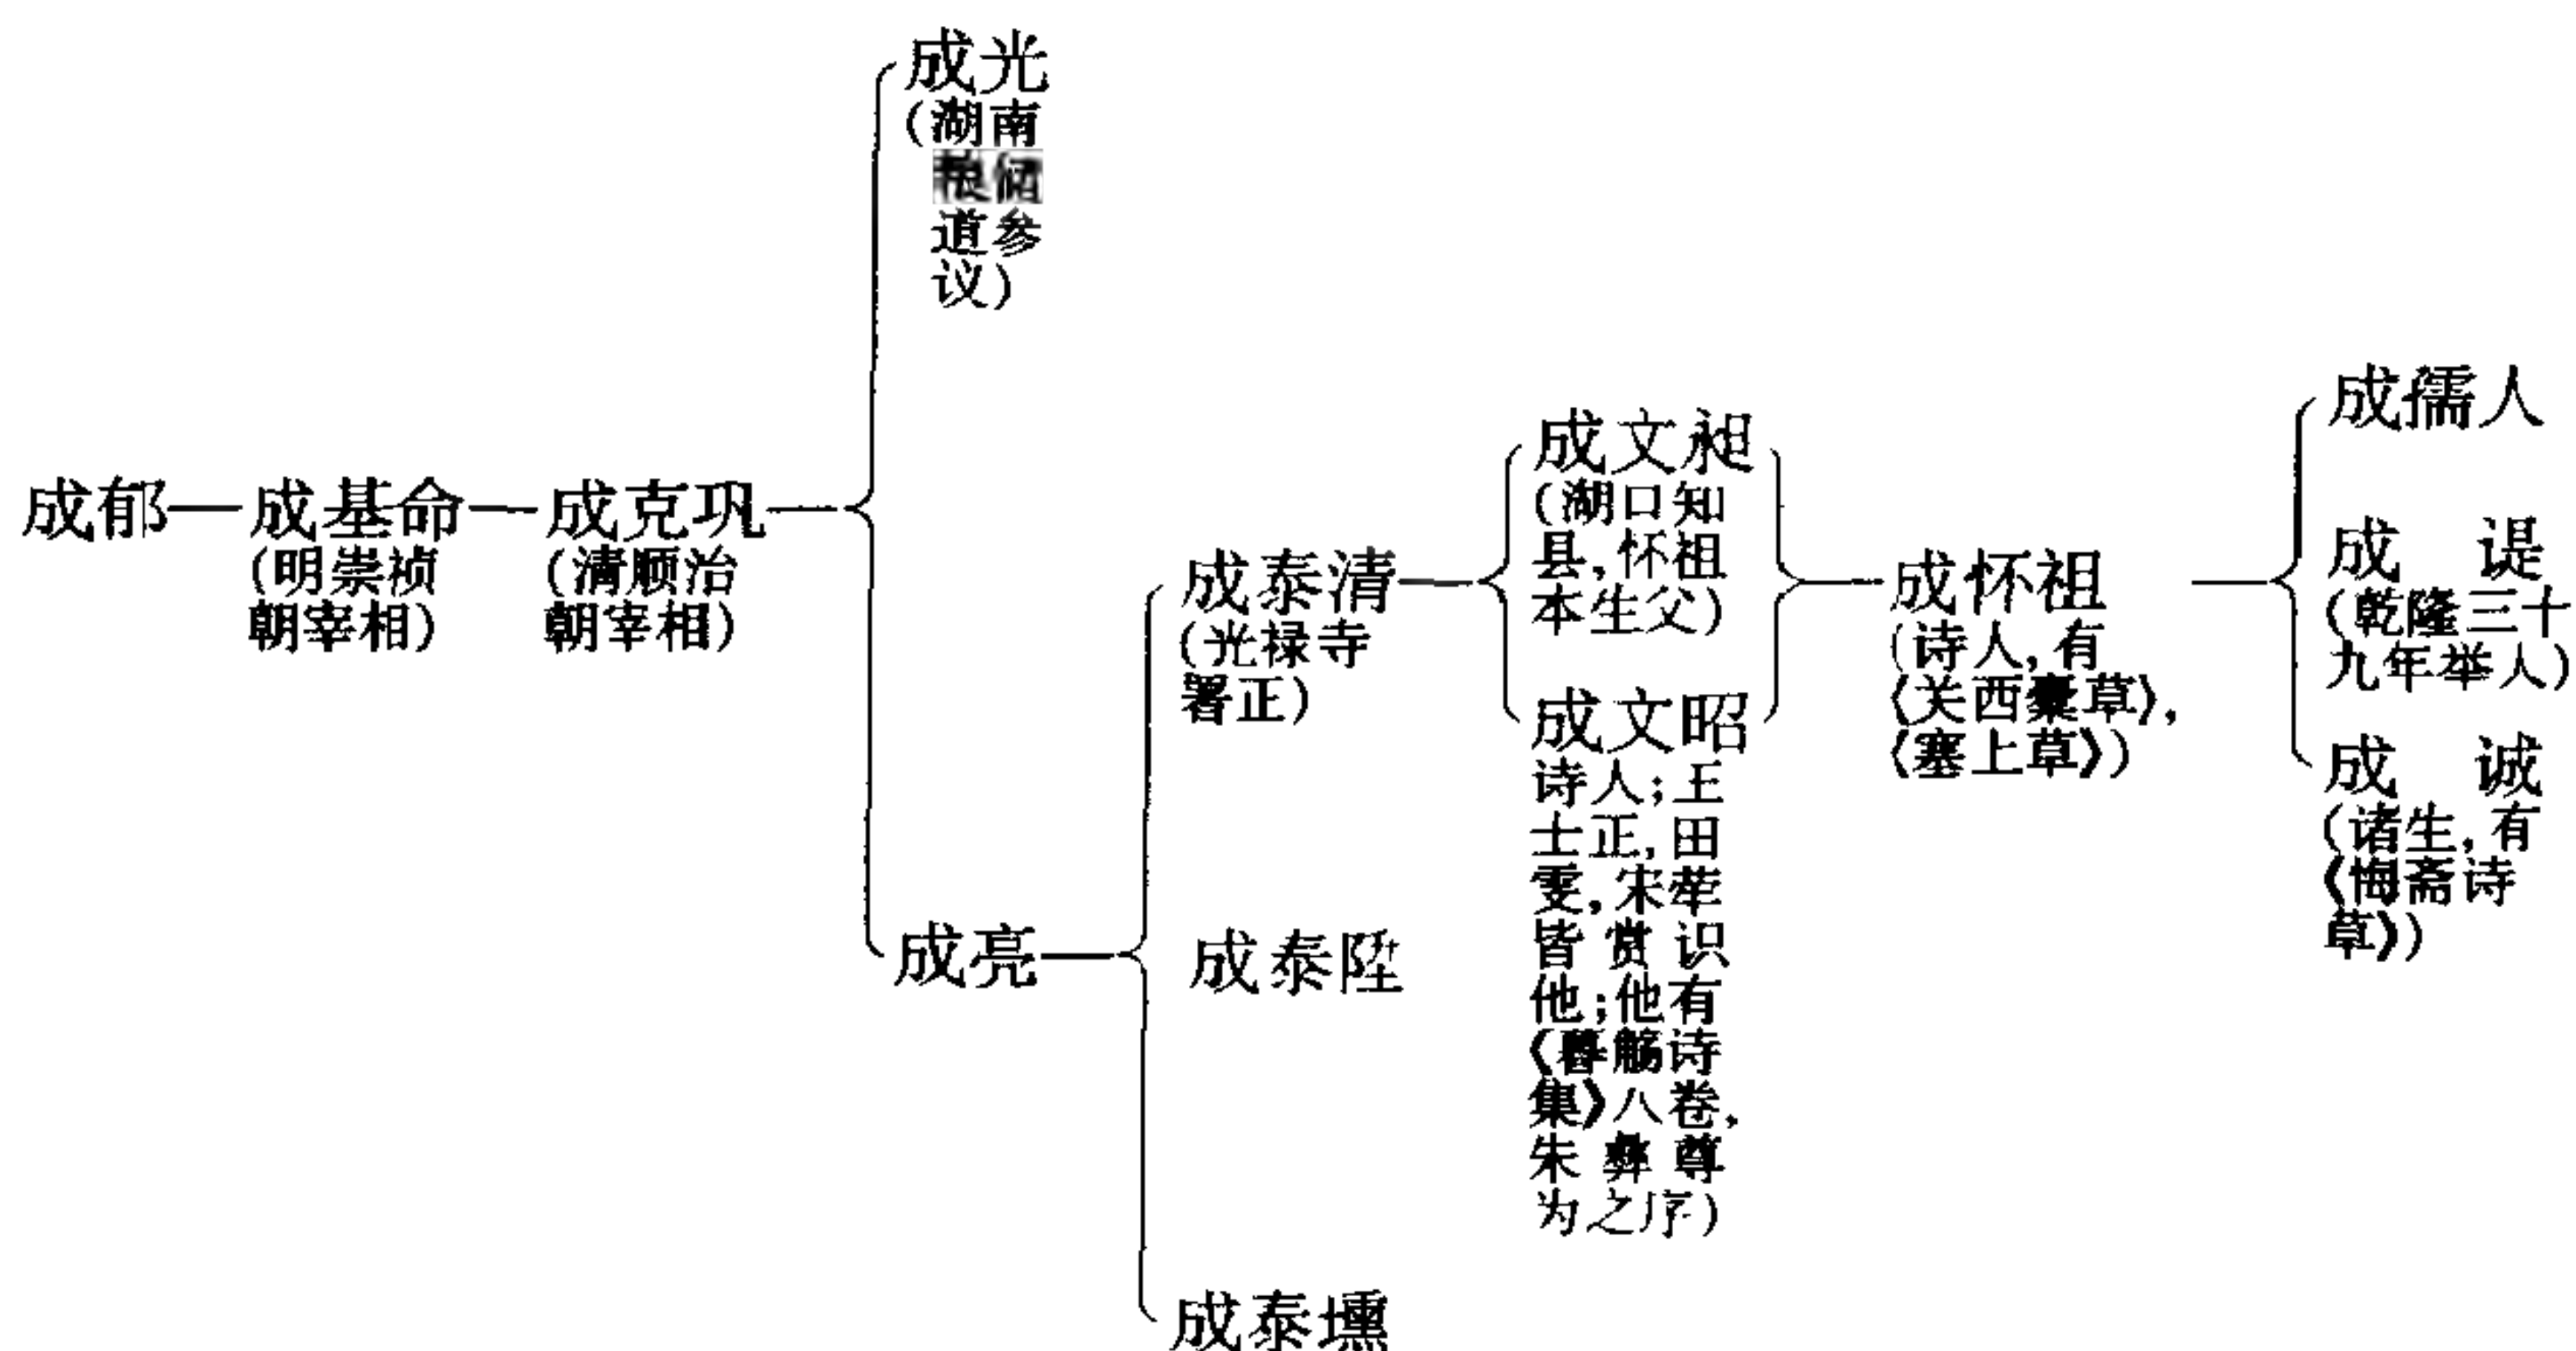 成光
(湖南
粮储
道参
议)
成郁
成基命
(明崇祯
朝宰相)
成克巩
(清顺治
朝宰相)
成亮
成泰清
(光禄寺
署正)
成泰陞
成泰壎
成文昶
(湖口知
县,怀祖
本生父)
成文昭
诗人;王
士正,田
雯,宋荦
皆赏识
他;他有
《暮觞诗
集》八卷,
朱彝尊
为之序)
成怀祖
(诗人,有
《关西橐草》,
《塞上草》)
成儒人
成 諟
(乾隆三十
九年举人)
成 诚
(诸生,有
《悔斋诗
草》)